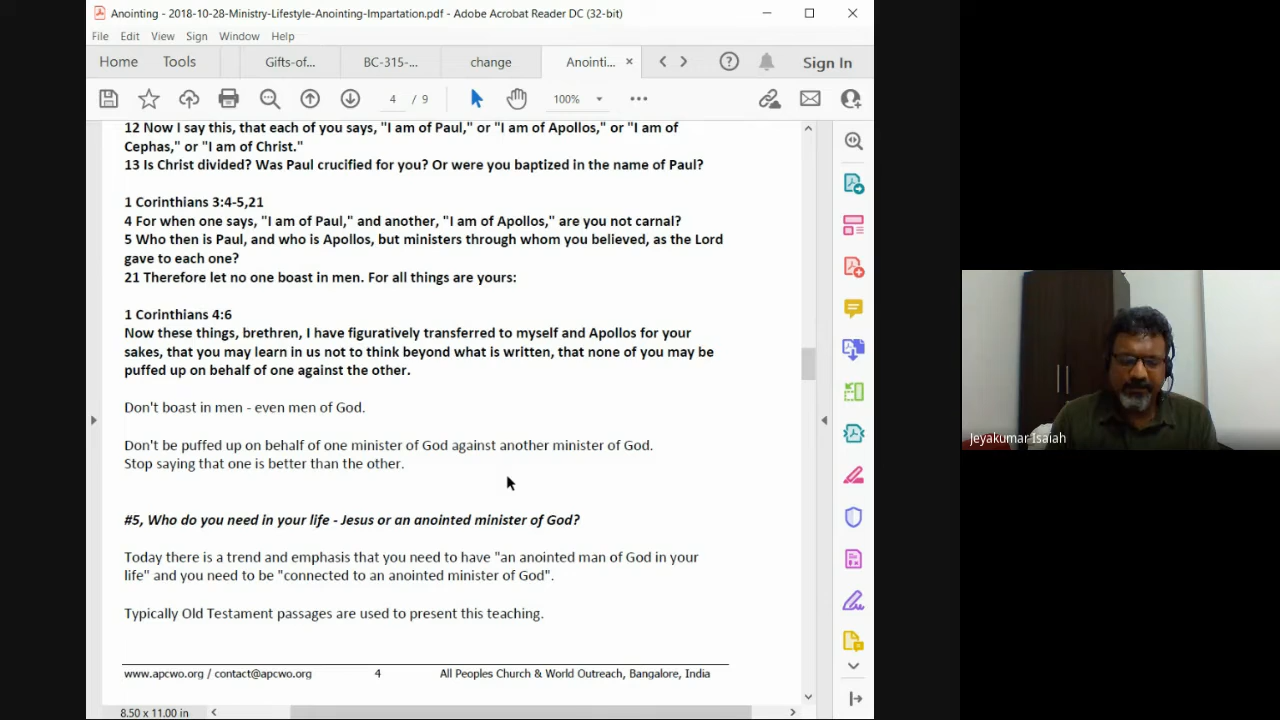 Anointing - 2018-10-28-Ministry-Lifestyle-Anointing-Impartation.pdf - Adobe Acrobat Reader DC (32-bit)
File Edit View Sign Window Help
Home Tools Gifts-of... BC-315-... change Anointi... × Sign In
4 / 9 100%
12 Now I say this, that each of you says, "I am of Paul," or "I am of Apollos," or "I am of
Cephas," or "I am of Christ."
13 Is Christ divided? Was Paul crucified for you? Or were you baptized in the name of Paul?
1 Corinthians 3:4-5,21
4 For when one says, "I am of Paul," and another, "I am of Apollos," are you not carnal?
5 Who then is Paul, and who is Apollos, but ministers through whom you believed, as the Lord
gave to each one?
21 Therefore let no one boast in men. For all things are yours:
1 Corinthians 4:6
Now these things, brethren, I have figuratively transferred to myself and Apollos for your
sakes, that you may learn in us not to think beyond what is written, that none of you may be
puffed up on behalf of one against the other.
Don't boast in men - even men of God.
Don't be puffed up on behalf of one minister of God against another minister of God.
Stop saying that one is better than the other.
#5, Who do you need in your life - Jesus or an anointed minister of God?
Today there is a trend and emphasis that you need to have "an anointed man of God in your
life" and you need to be "connected to an anointed minister of God".
Typically Old Testament passages are used to present this teaching.
www.apcwo.org / contact@apcwo.org 4 All Peoples Church & World Outreach, Bangalore, India
8.50 x 11.00 in
Jeyakumar Isaiah